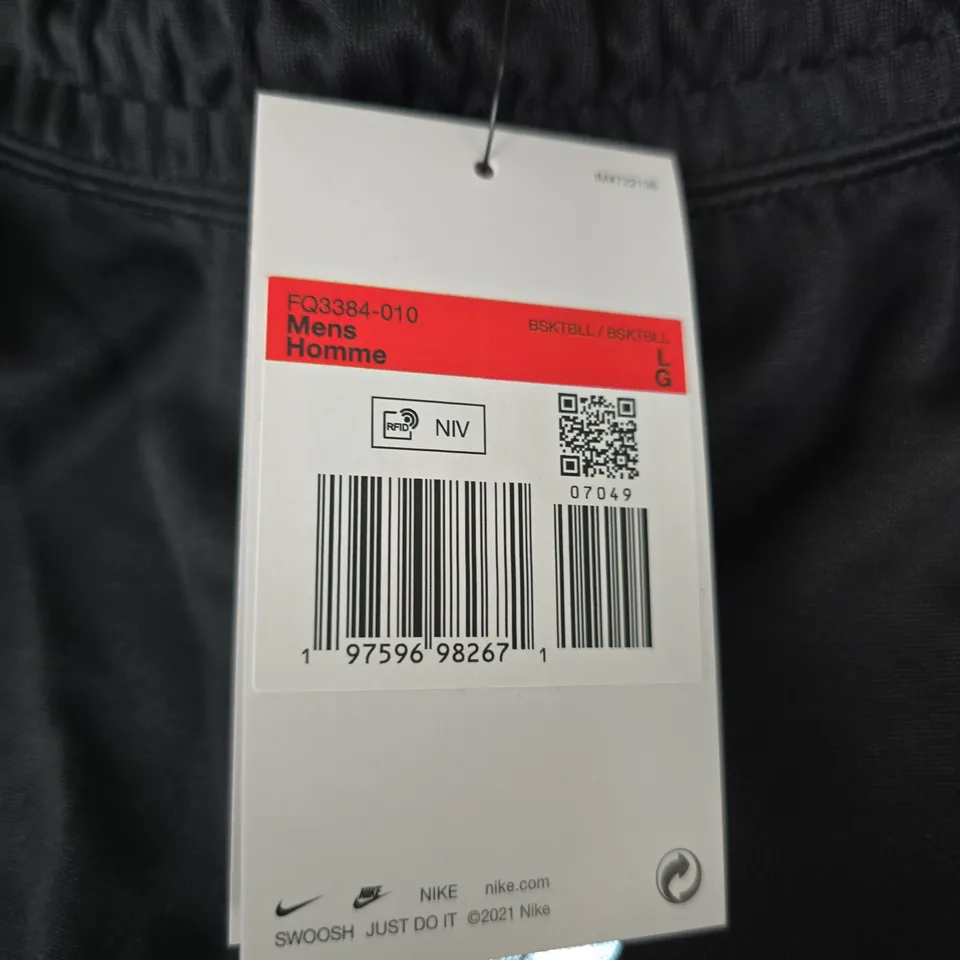 FQ3384-010
Mens
Homme
BSKTBLL / BSKTBLL
L
G
RFID
NIV
07049
1 97596 98267 1
NIKE
NIKE nike.com
SWOOSH JUST DO IT ©2021 Nike